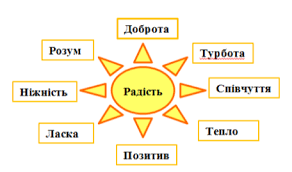 Доброта
Розум
Турбота
Ніжність
Радість
Співчуття
Ласка
Тепло
Позитив